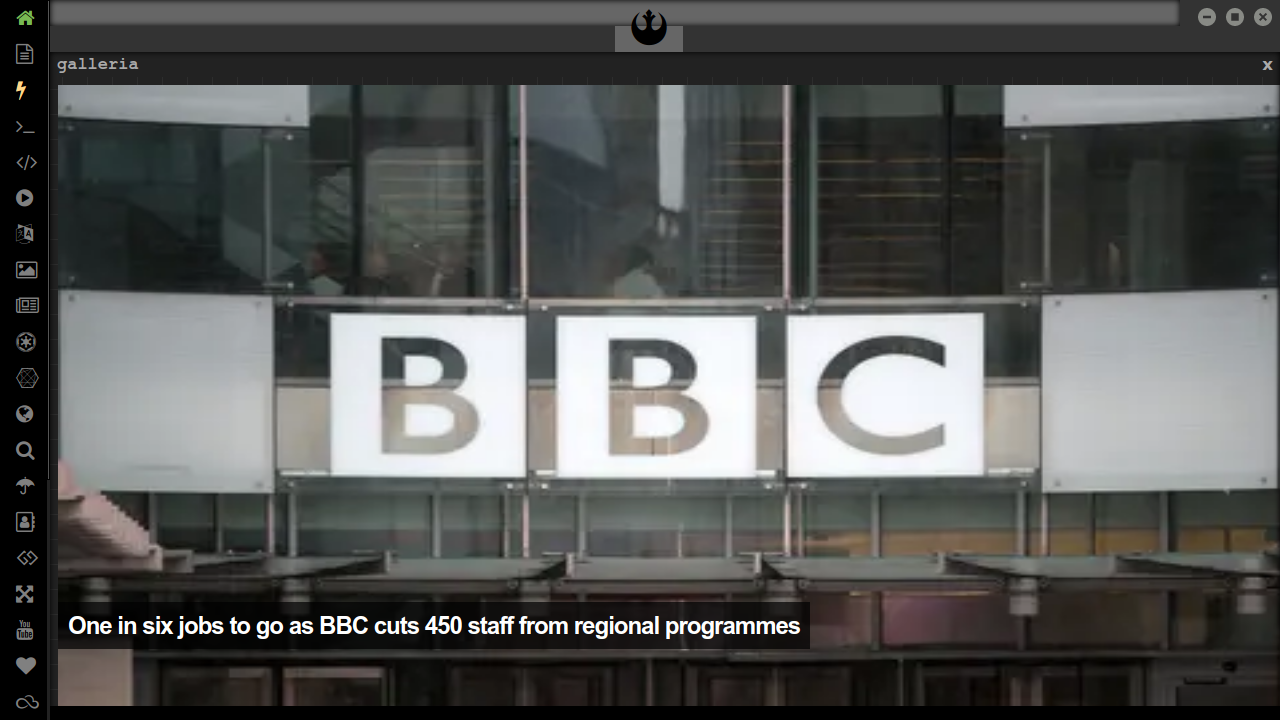 galleria
x
BBC
One in six jobs to go as BBC cuts 450 staff from regional programmes
You
Tube